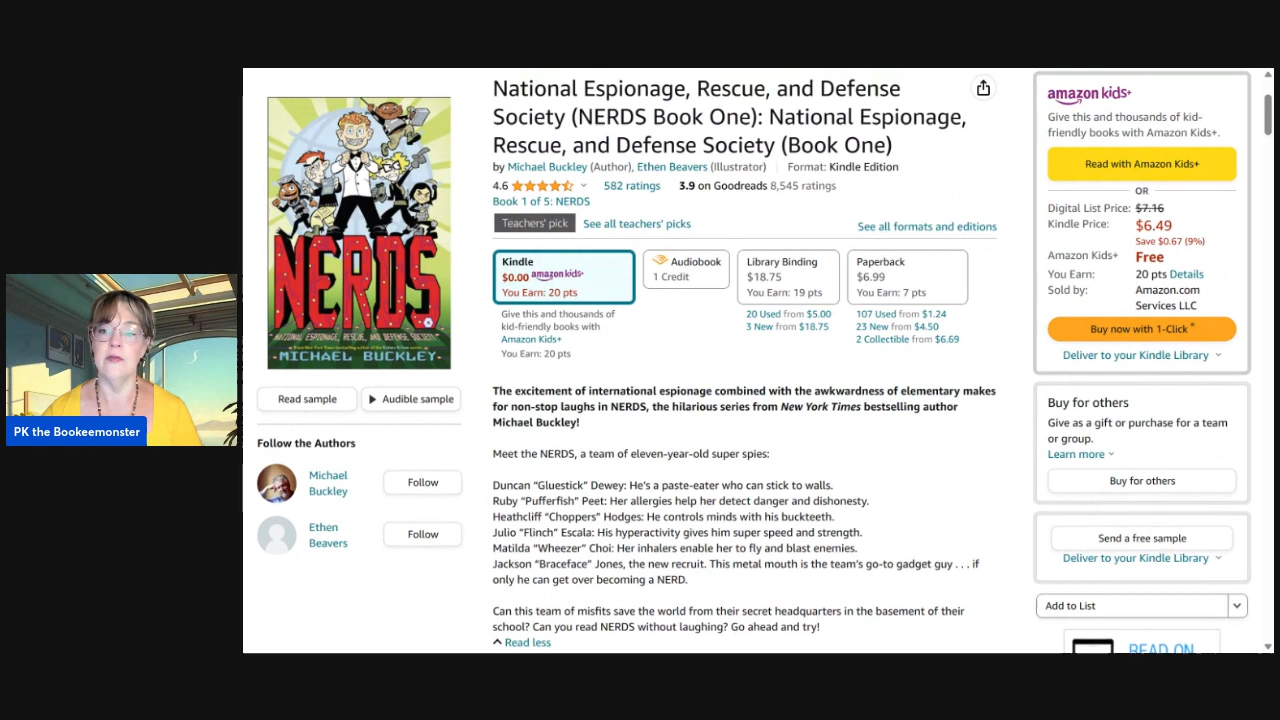 PK the Bookeemonster
NERDS
NATIONAL ESPIONAGE, RESCUE, AND DEFENSE SOCIETY
MICHAEL BUCKLEY
Read sample
Audible sample
Follow the Authors
Michael
Buckley
Follow
Ethen
Beavers
Follow
National Espionage, Rescue, and Defense
Society (NERDS Book One): National Espionage,
Rescue, and Defense Society (Book One)
by Michael Buckley (Author), Ethen Beavers (Illustrator) Format: Kindle Edition
4.6 582 ratings 3.9 on Goodreads 8,545 ratings
Book 1 of 5: NERDS
Teachers' pick See all teachers' picks
See all formats and editions
Kindle
$0.00 amazon kids+
You Earn: 20 pts
Audiobook
1 Credit
Library Binding
$18.75
You Earn: 19 pts
Paperback
$6.99
You Earn: 7 pts
Give this and thousands of
kid-friendly books with
Amazon Kids+
You Earn: 20 pts
20 Used from $5.00
3 New from $18.75
107 Used from $1.24
23 New from $4.50
2 Collectible from $6.69
The excitement of international espionage combined with the awkwardness of elementary makes
for non-stop laughs in NERDS, the hilarious series from New York Times bestselling author
Michael Buckley!
Meet the NERDS, a team of eleven-year-old super spies:
Duncan “Gluestick” Dewey: He’s a paste-eater who can stick to walls.
Ruby “Pufferfish” Peet: Her allergies help her detect danger and dishonesty.
Heathcliff “Choppers” Hodges: He controls minds with his buckteeth.
Julio “Flinch” Escala: His hyperactivity gives him super speed and strength.
Matilda “Wheezer” Choi: Her inhalers enable her to fly and blast enemies.
Jackson “Braceface” Jones, the new recruit. This metal mouth is the team’s go-to gadget guy . . . if
only he can get over becoming a NERD.
Can this team of misfits save the world from their secret headquarters in the basement of their
school? Can you read NERDS without laughing? Go ahead and try!
Read less
amazon kids+
Give this and thousands of kid-
friendly books with Amazon Kids+.
Read with Amazon Kids+
OR
Digital List Price: $7.16
Kindle Price: $6.49
Save $0.67 (9%)
Amazon Kids+ Free
You Earn: 20 pts Details
Sold by: Amazon.com
Services LLC
Buy now with 1-Click ®
Deliver to your Kindle Library
Buy for others
Give as a gift or purchase for a team
or group.
Learn more
Buy for others
Send a free sample
Deliver to your Kindle Library
Add to List
READ ON